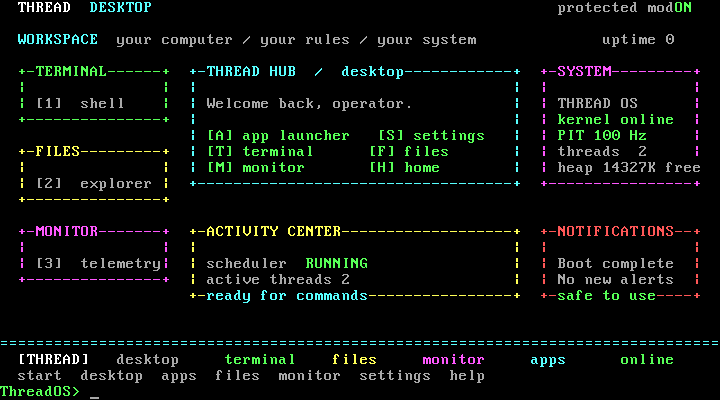 THREAD  DESKTOP    protected modON
WORKSPACE  your computer / your rules / your system    uptime 0
+-TERMINAL------+  +-THREAD HUB  /  desktop----------+  +-SYSTEM---------+
[1]  shell    Welcome back, operator.    THREAD OS
kernel online
[A] app launcher   [S] settings    PIT 100 Hz
+-FILES---------+    [T] terminal      [F] files    threads  2
[M] monitor       [H] home    heap 14327K free
[2]  explorer
+-MONITOR-------+  +-ACTIVITY CENTER-------------------+  +-NOTIFICATIONS--+
[3]  telemetry    scheduler  RUNNING    Boot complete
active threads 2    No new alerts
+-ready for commands----------------+  +-safe to use----+
[THREAD]   desktop     terminal    files     monitor     apps      online
start  desktop  apps  files  monitor  settings  help
ThreadOS> _